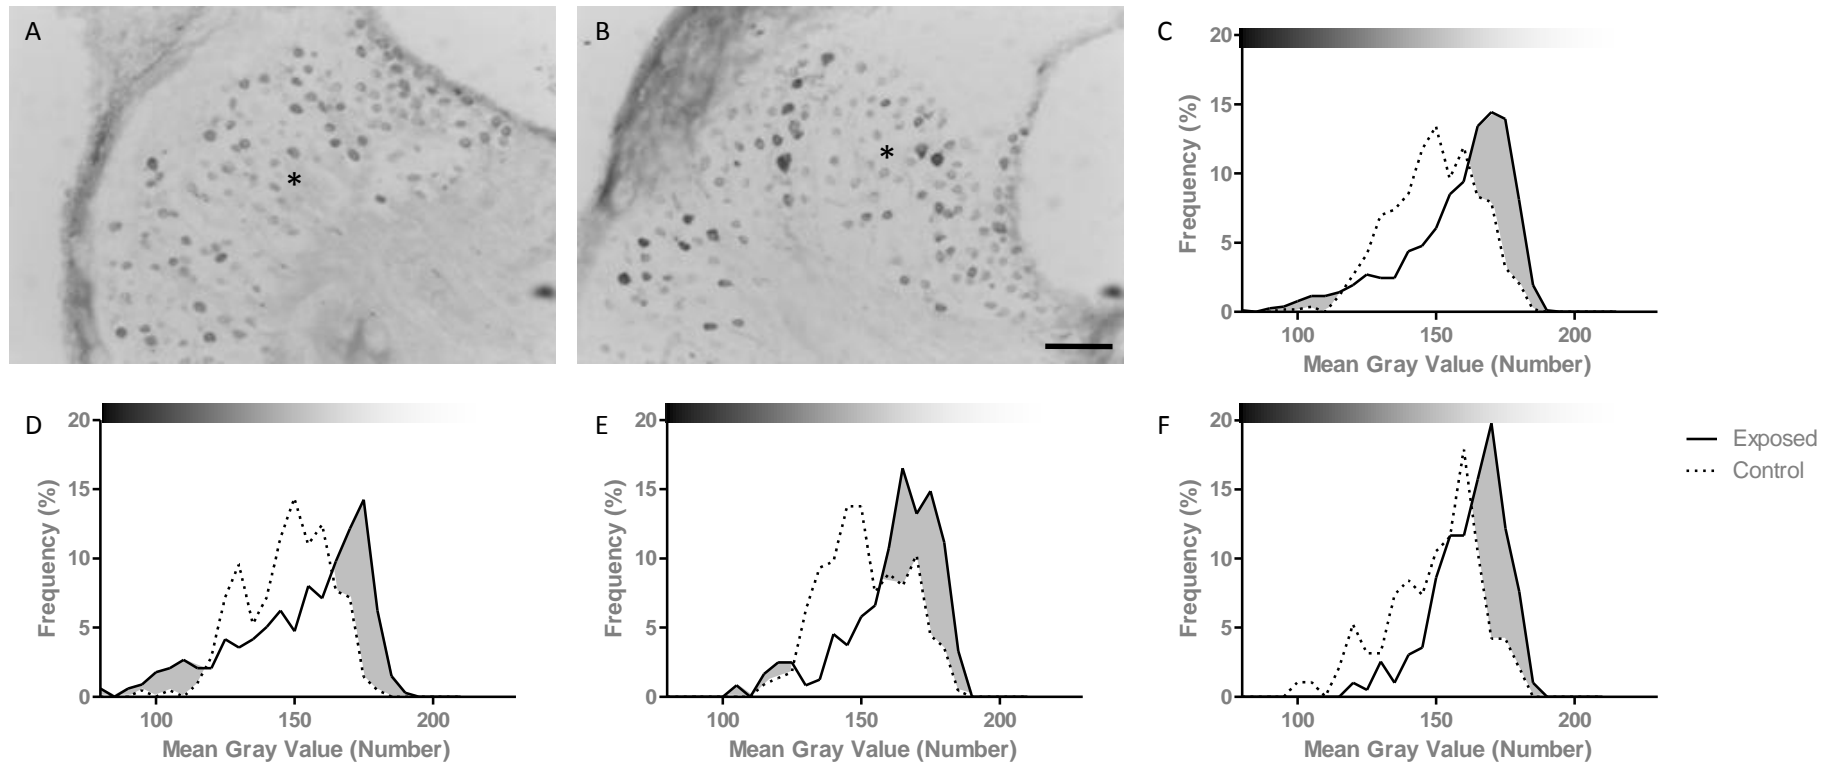 A
*
B
*
C
20
15
10
5
0
Frequency (%)
100 150 200
Mean Gray Value (Number)
D
20
15
10
5
0
Frequency (%)
100 150 200
Mean Gray Value (Number)
E
20
15
10
5
0
Frequency (%)
100 150 200
Mean Gray Value (Number)
F
20
15
10
5
0
Frequency (%)
100 150 200
Mean Gray Value (Number)
Exposed
Control